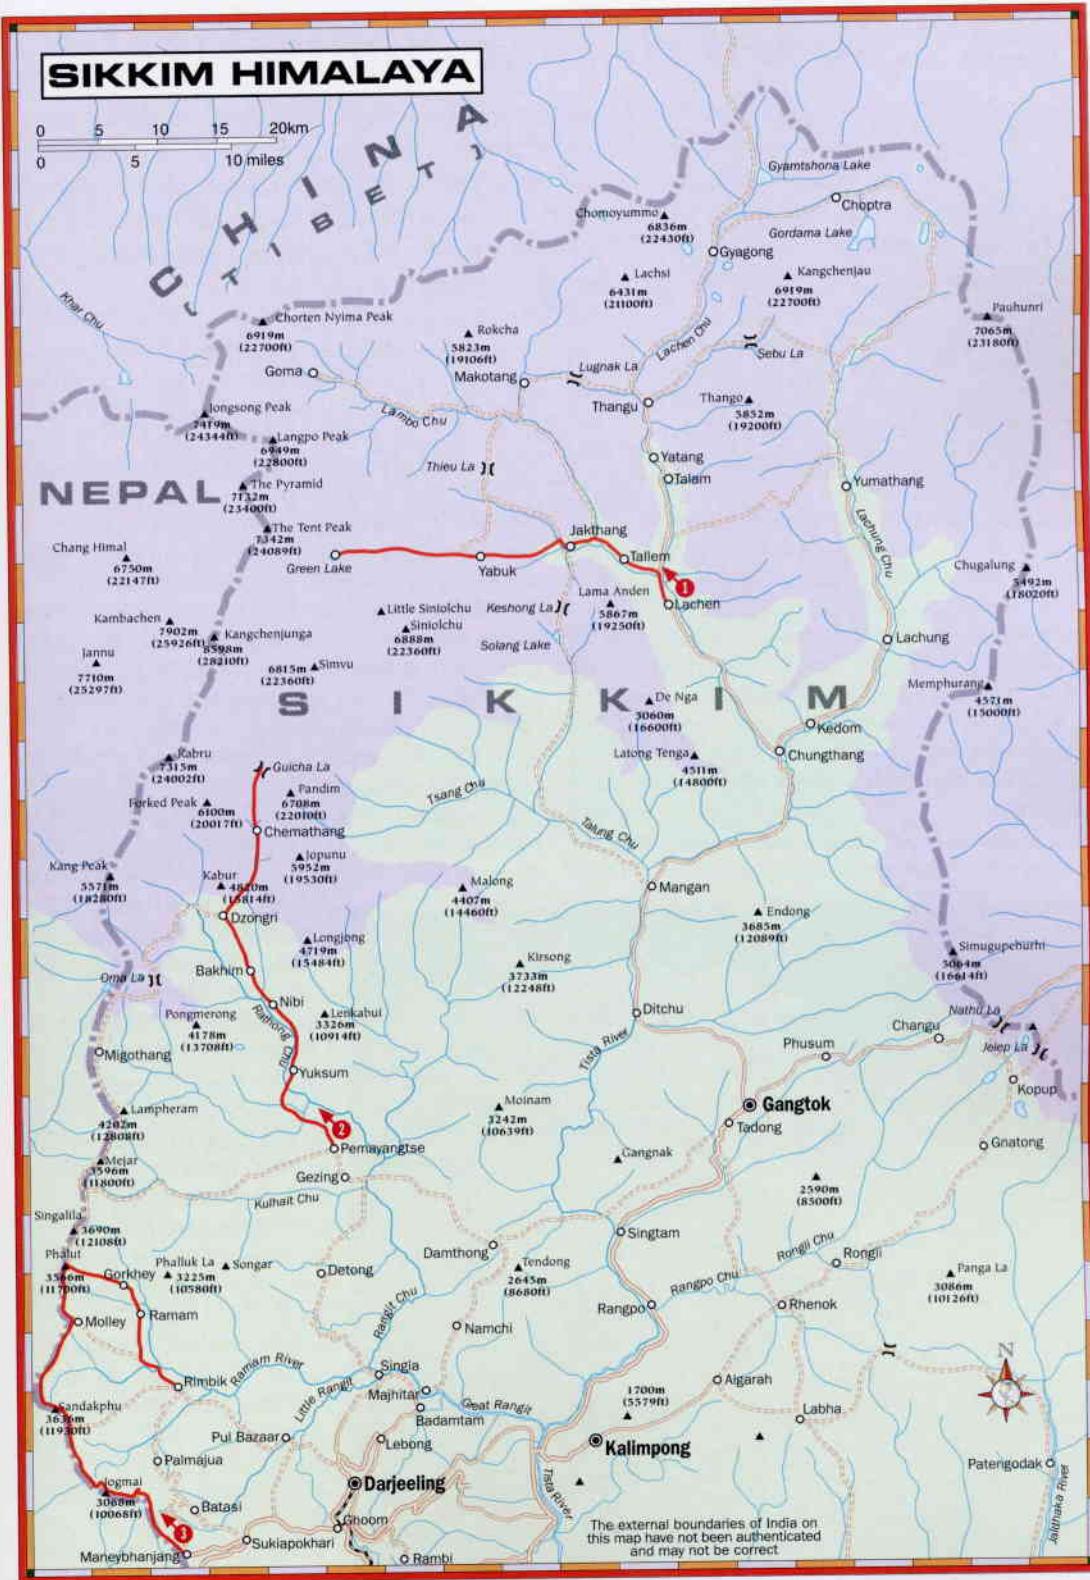 SIKKIM HIMALAYA
0 5 10 15 20km
0 5 10 miles
CHINA
(TIBET)
Gyamtshona Lake
Choptra
Chomoyummo
6836m
(22430ft)
Gordama Lake
Gyagong
Lachsi
6431m
(21100ft)
Kangchenjau
6919m
(22700ft)
Khar Chu
Chorten Nyima Peak
6919m
(22700ft)
Rokcha
5823m
(19106ft)
Pauhunri
7065m
(23180ft)
Lachen Chu
Sebu La
Goma
Makotang
Lugnak La
Thangu
Thango
5852m
(19200ft)
Jongsong Peak
7419m
(24344ft)
Lambo Chu
Langpo Peak
6949m
(22800ft)
Thieu La
Yatang
Talam
Yumathang
NEPAL
The Pyramid
7132m
(23400ft)
The Tent Peak
7342m
(24089ft)
Jakthang
Lachung Chu
Chang Himal
6750m
(22147ft)
Green Lake
Yabuk
Tallem
Chugalung
5492m
(18020ft)
1
Lama Anden
5867m
(19250ft)
Lachen
Little Siniolchu
Siniolchu
6888m
(22360ft)
Keshong La
Kambachen
7902m
(25926ft)
Kangchenjunga
8598m
(28210ft)
Solang Lake
Lachung
Jannu
7710m
(25297ft)
6815m Simvu
(22360ft)
Memphurang
4571m
(15000ft)
SIKKIM
De Nga
3060m
(16600ft)
Kedom
Latong Tenga
4511m
(14800ft)
Chungthang
Kabru
7315m
(24002ft)
Guicha La
Pandim
6708m
(22010ft)
Tsang Chu
Forked Peak
6100m
(20017ft)
Chemathang
Talung Chu
Jopunu
5952m
(19530ft)
Kang Peak
5571m
(18280ft)
Kabur
4820m
(15814ft)
Malong
4407m
(14460ft)
Mangan
Dzongri
Endong
3685m
(12089ft)
Longjong
4719m
(15484ft)
Simugupehurhi
5064m
(16614ft)
Bakhim
Kirsong
3733m
(12248ft)
Oma La
Nibi
Rathong Chu
Pongmerong
4178m
(13708ft)
Lenkabui
3326m
(10914ft)
Ditchu
Nathu La
Changu
Tista River
Phusum
Jelep La
Migothang
Yuksum
Kopup
Lampheram
4202m
(12808ft)
Moinam
3242m
(10639ft)
Gangtok
Tadong
2
Pemayangtse
Gnatong
Mejar
3596m
(11800ft)
Gangnak
Gezing
2590m
(8500ft)
Kulhait Chu
Singalila
3690m
(12108ft)
Singtam
Damthong
Rongli Chu
Rongli
Phalut
3566m
(11700ft)
Phalluk La
3225m
(10580ft)
Songar
Gorkhey
Detong
Tendong
2645m
(8680ft)
Panga La
3086m
(10126ft)
Rangpo Chu
Rangit Chu
Rangpo
Rhenok
Molley
Ramam
Namchi
N
Rimbik
Ramam River
Singla
Algarah
Little Rangit
Majhitar
1700m
(5579ft)
Great Rangit
Badamtam
Labha
Sandakphu
3636m
(11930ft)
Pul Bazaar
Lebong
Kalimpong
Palmajua
Patengodak
Darjeeling
Jogmai
3068m
(10068ft)
Tista River
Jaldhaka River
Batasi
Ghoom
3
Sukiapokhari
Maneybhanjang
Rambi
The external boundaries of India on
this map have not been authenticated
and may not be correct